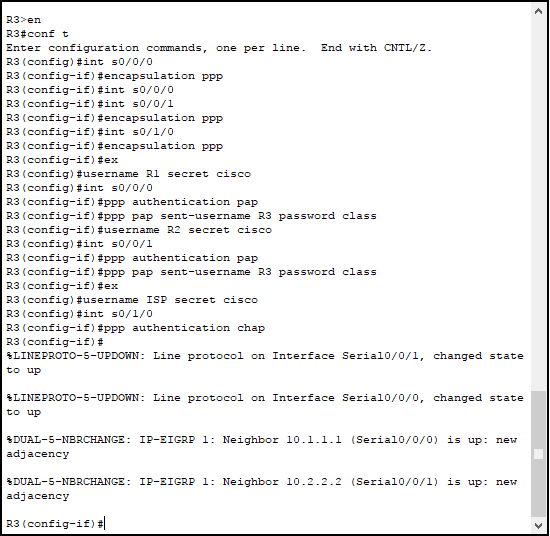 R3>en
R3#conf t
Enter configuration commands, one per line.  End with CNTL/Z.
R3(config)#int s0/0/0
R3(config-if)#encapsulation ppp
R3(config-if)#int s0/0/0
R3(config-if)#int s0/0/1
R3(config-if)#encapsulation ppp
R3(config-if)#int s0/1/0
R3(config-if)#encapsulation ppp
R3(config-if)#ex
R3(config)#username R1 secret cisco
R3(config)#int s0/0/0
R3(config-if)#ppp authentication pap
R3(config-if)#ppp pap sent-username R3 password class
R3(config-if)#username R2 secret cisco
R3(config)#int s0/0/1
R3(config-if)#ppp authentication pap
R3(config-if)#ppp pap sent-username R3 password class
R3(config-if)#ex
R3(config)#username ISP secret cisco
R3(config)#int s0/1/0
R3(config-if)#ppp authentication chap
R3(config-if)#
%LINEPROTO-5-UPDOWN: Line protocol on Interface Serial0/0/1, changed state
to up
%LINEPROTO-5-UPDOWN: Line protocol on Interface Serial0/0/0, changed state
to up
%DUAL-5-NBRCHANGE: IP-EIGRP 1: Neighbor 10.1.1.1 (Serial0/0/0) is up: new
adjacency
%DUAL-5-NBRCHANGE: IP-EIGRP 1: Neighbor 10.2.2.2 (Serial0/0/1) is up: new
adjacency
R3(config-if)#